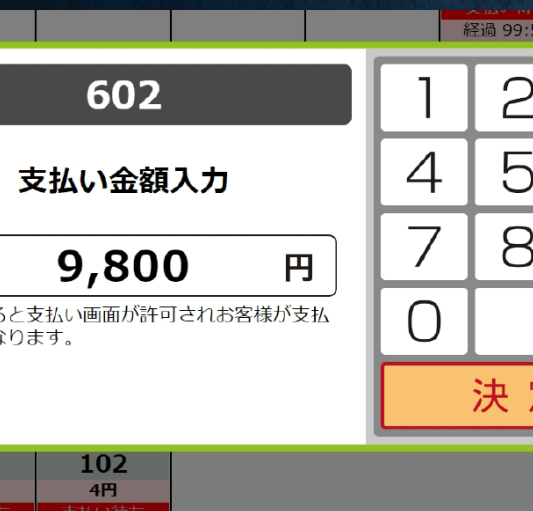 経過 99:5
602
支払い金額入力
9,800 円
ると支払い画面が許可されお客様が支払
なります。
1 2
4 5
7 8
0
決
102
4円